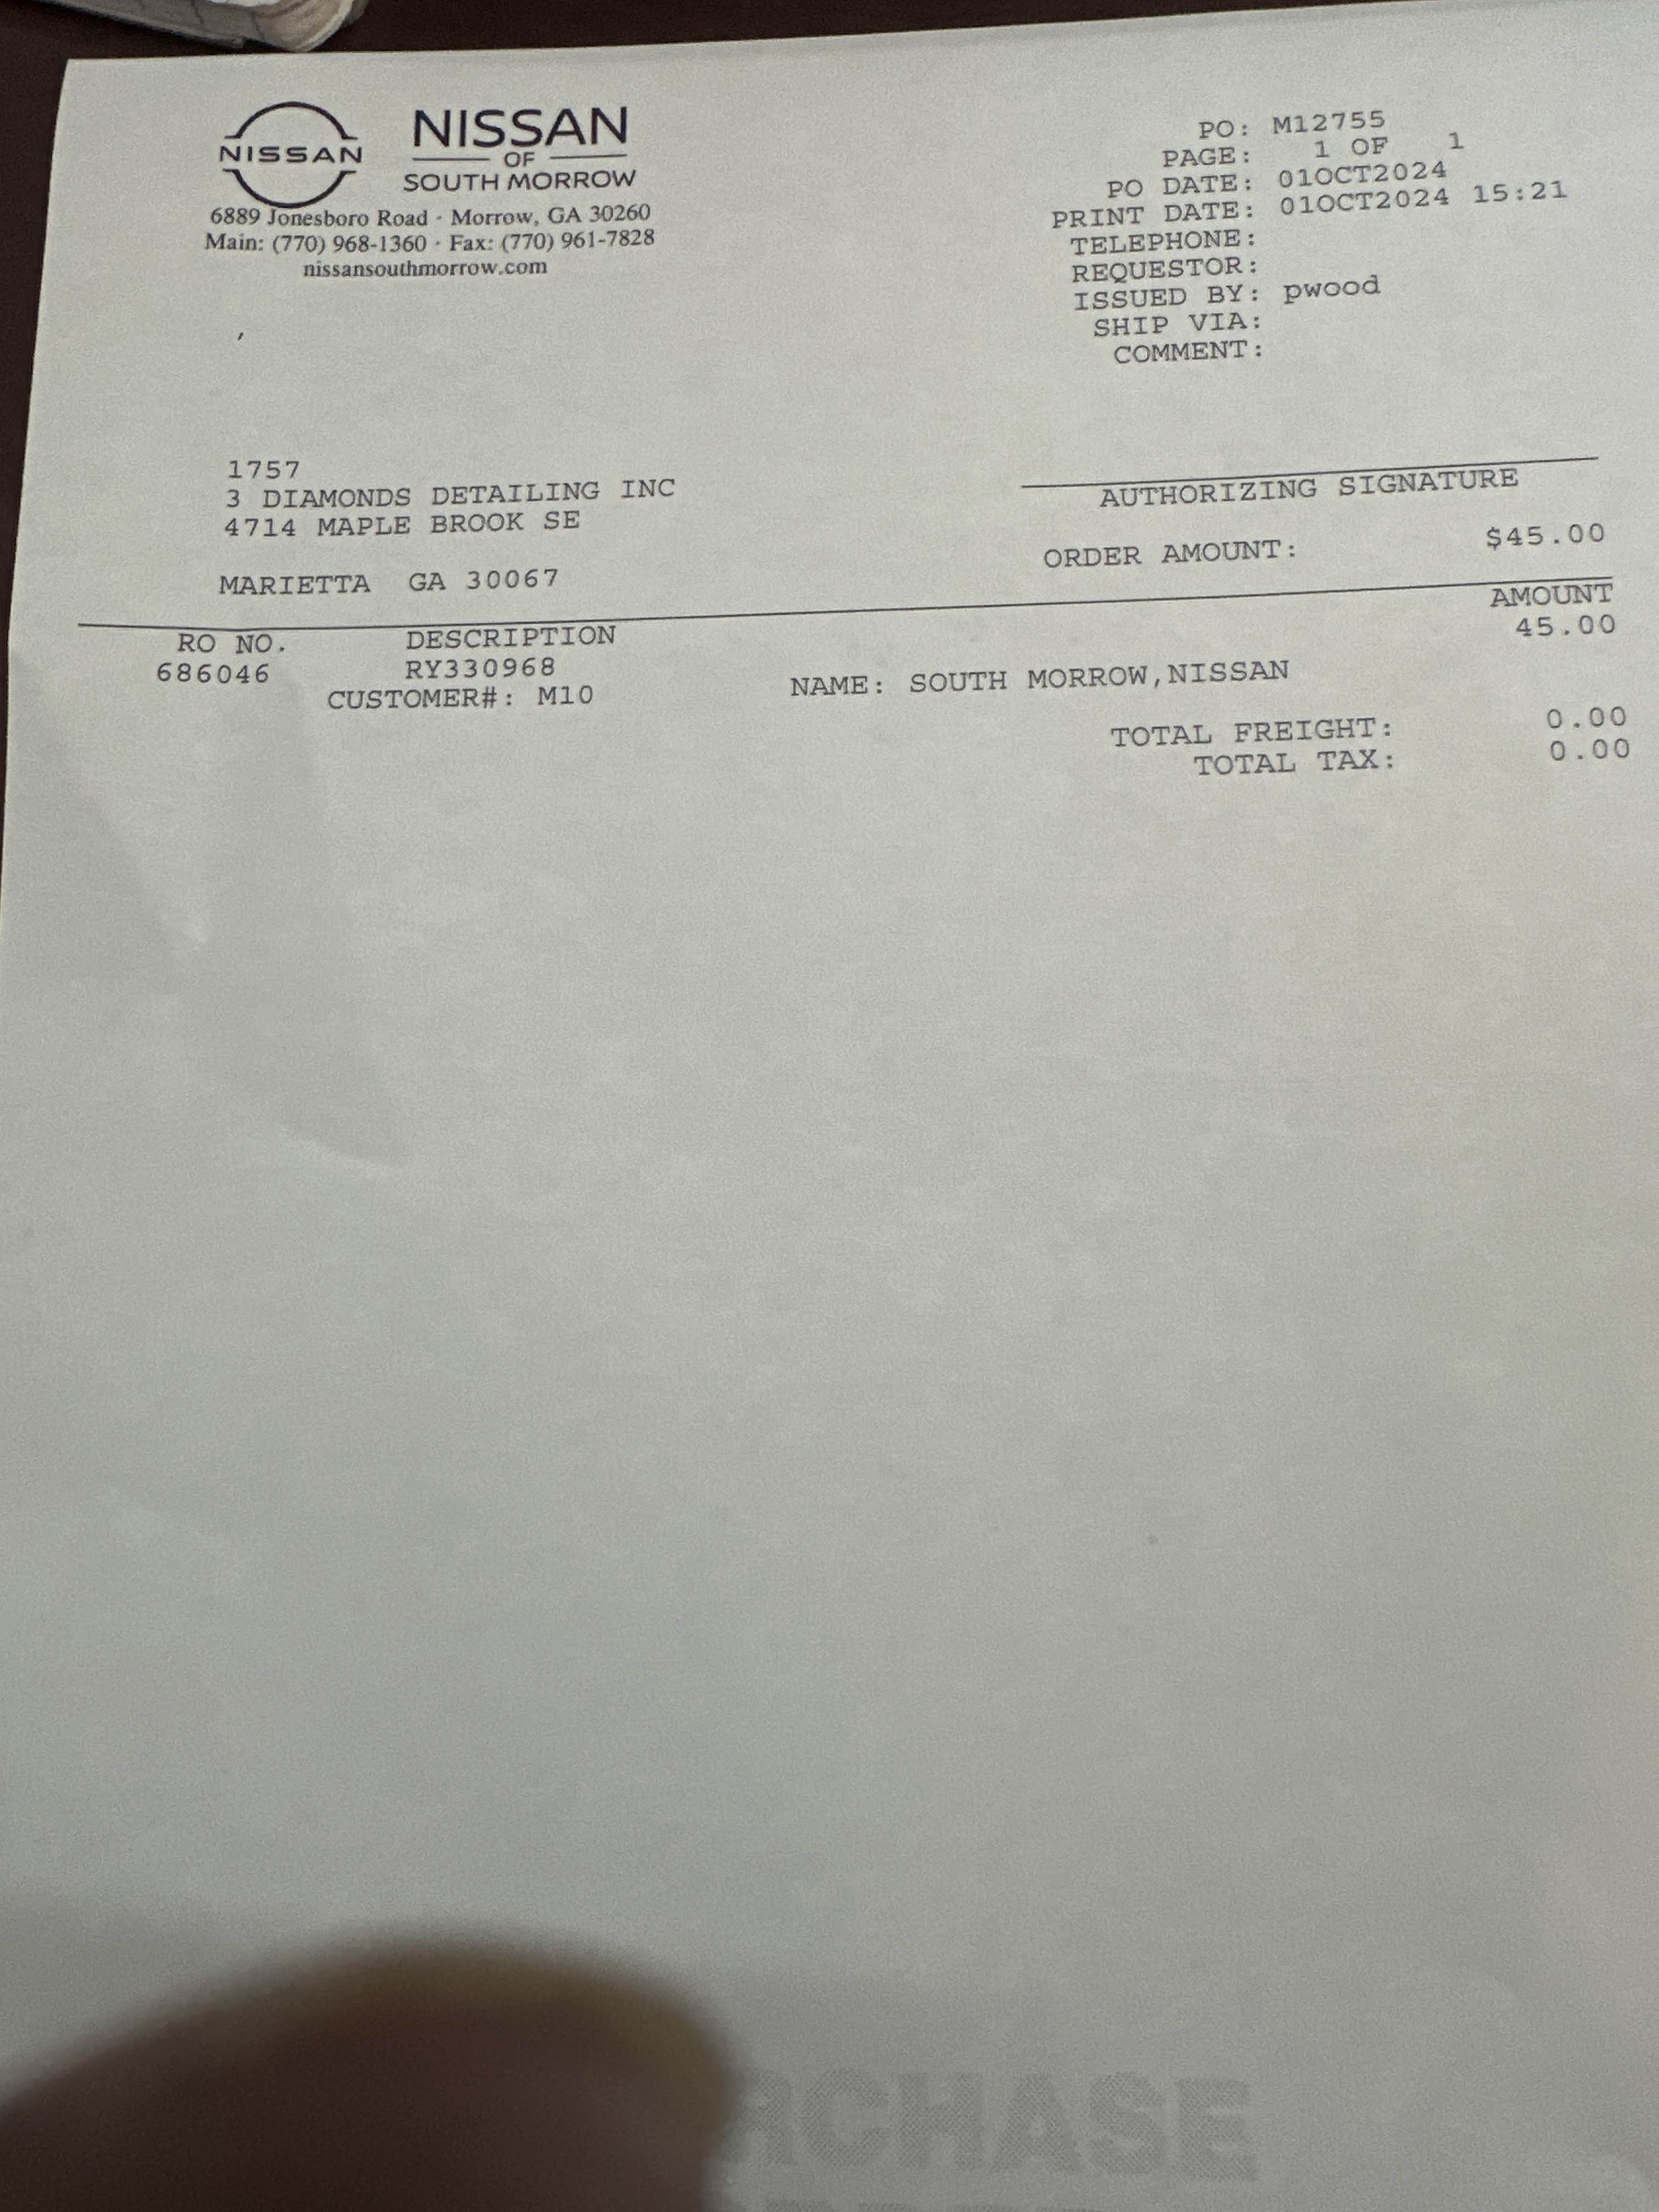 NISSAN
NISSAN
OF
SOUTH MORROW
6889 Jonesboro Road · Morrow, GA 30260
Main: (770) 968-1360 · Fax: (770) 961-7828
nissansouthmorrow.com
PO: M12755
PAGE: 1 OF 1
PO DATE: 01OCT2024
PRINT DATE: 01OCT2024 15:21
TELEPHONE:
REQUESTOR:
ISSUED BY: pwood
SHIP VIA:
COMMENT:
1757
3 DIAMONDS DETAILING INC
4714 MAPLE BROOK SE
MARIETTA GA 30067
AUTHORIZING SIGNATURE
ORDER AMOUNT: $45.00
RO NO. DESCRIPTION AMOUNT
686046 RY330968 45.00
CUSTOMER#: M10 NAME: SOUTH MORROW,NISSAN
TOTAL FREIGHT: 0.00
TOTAL TAX: 0.00